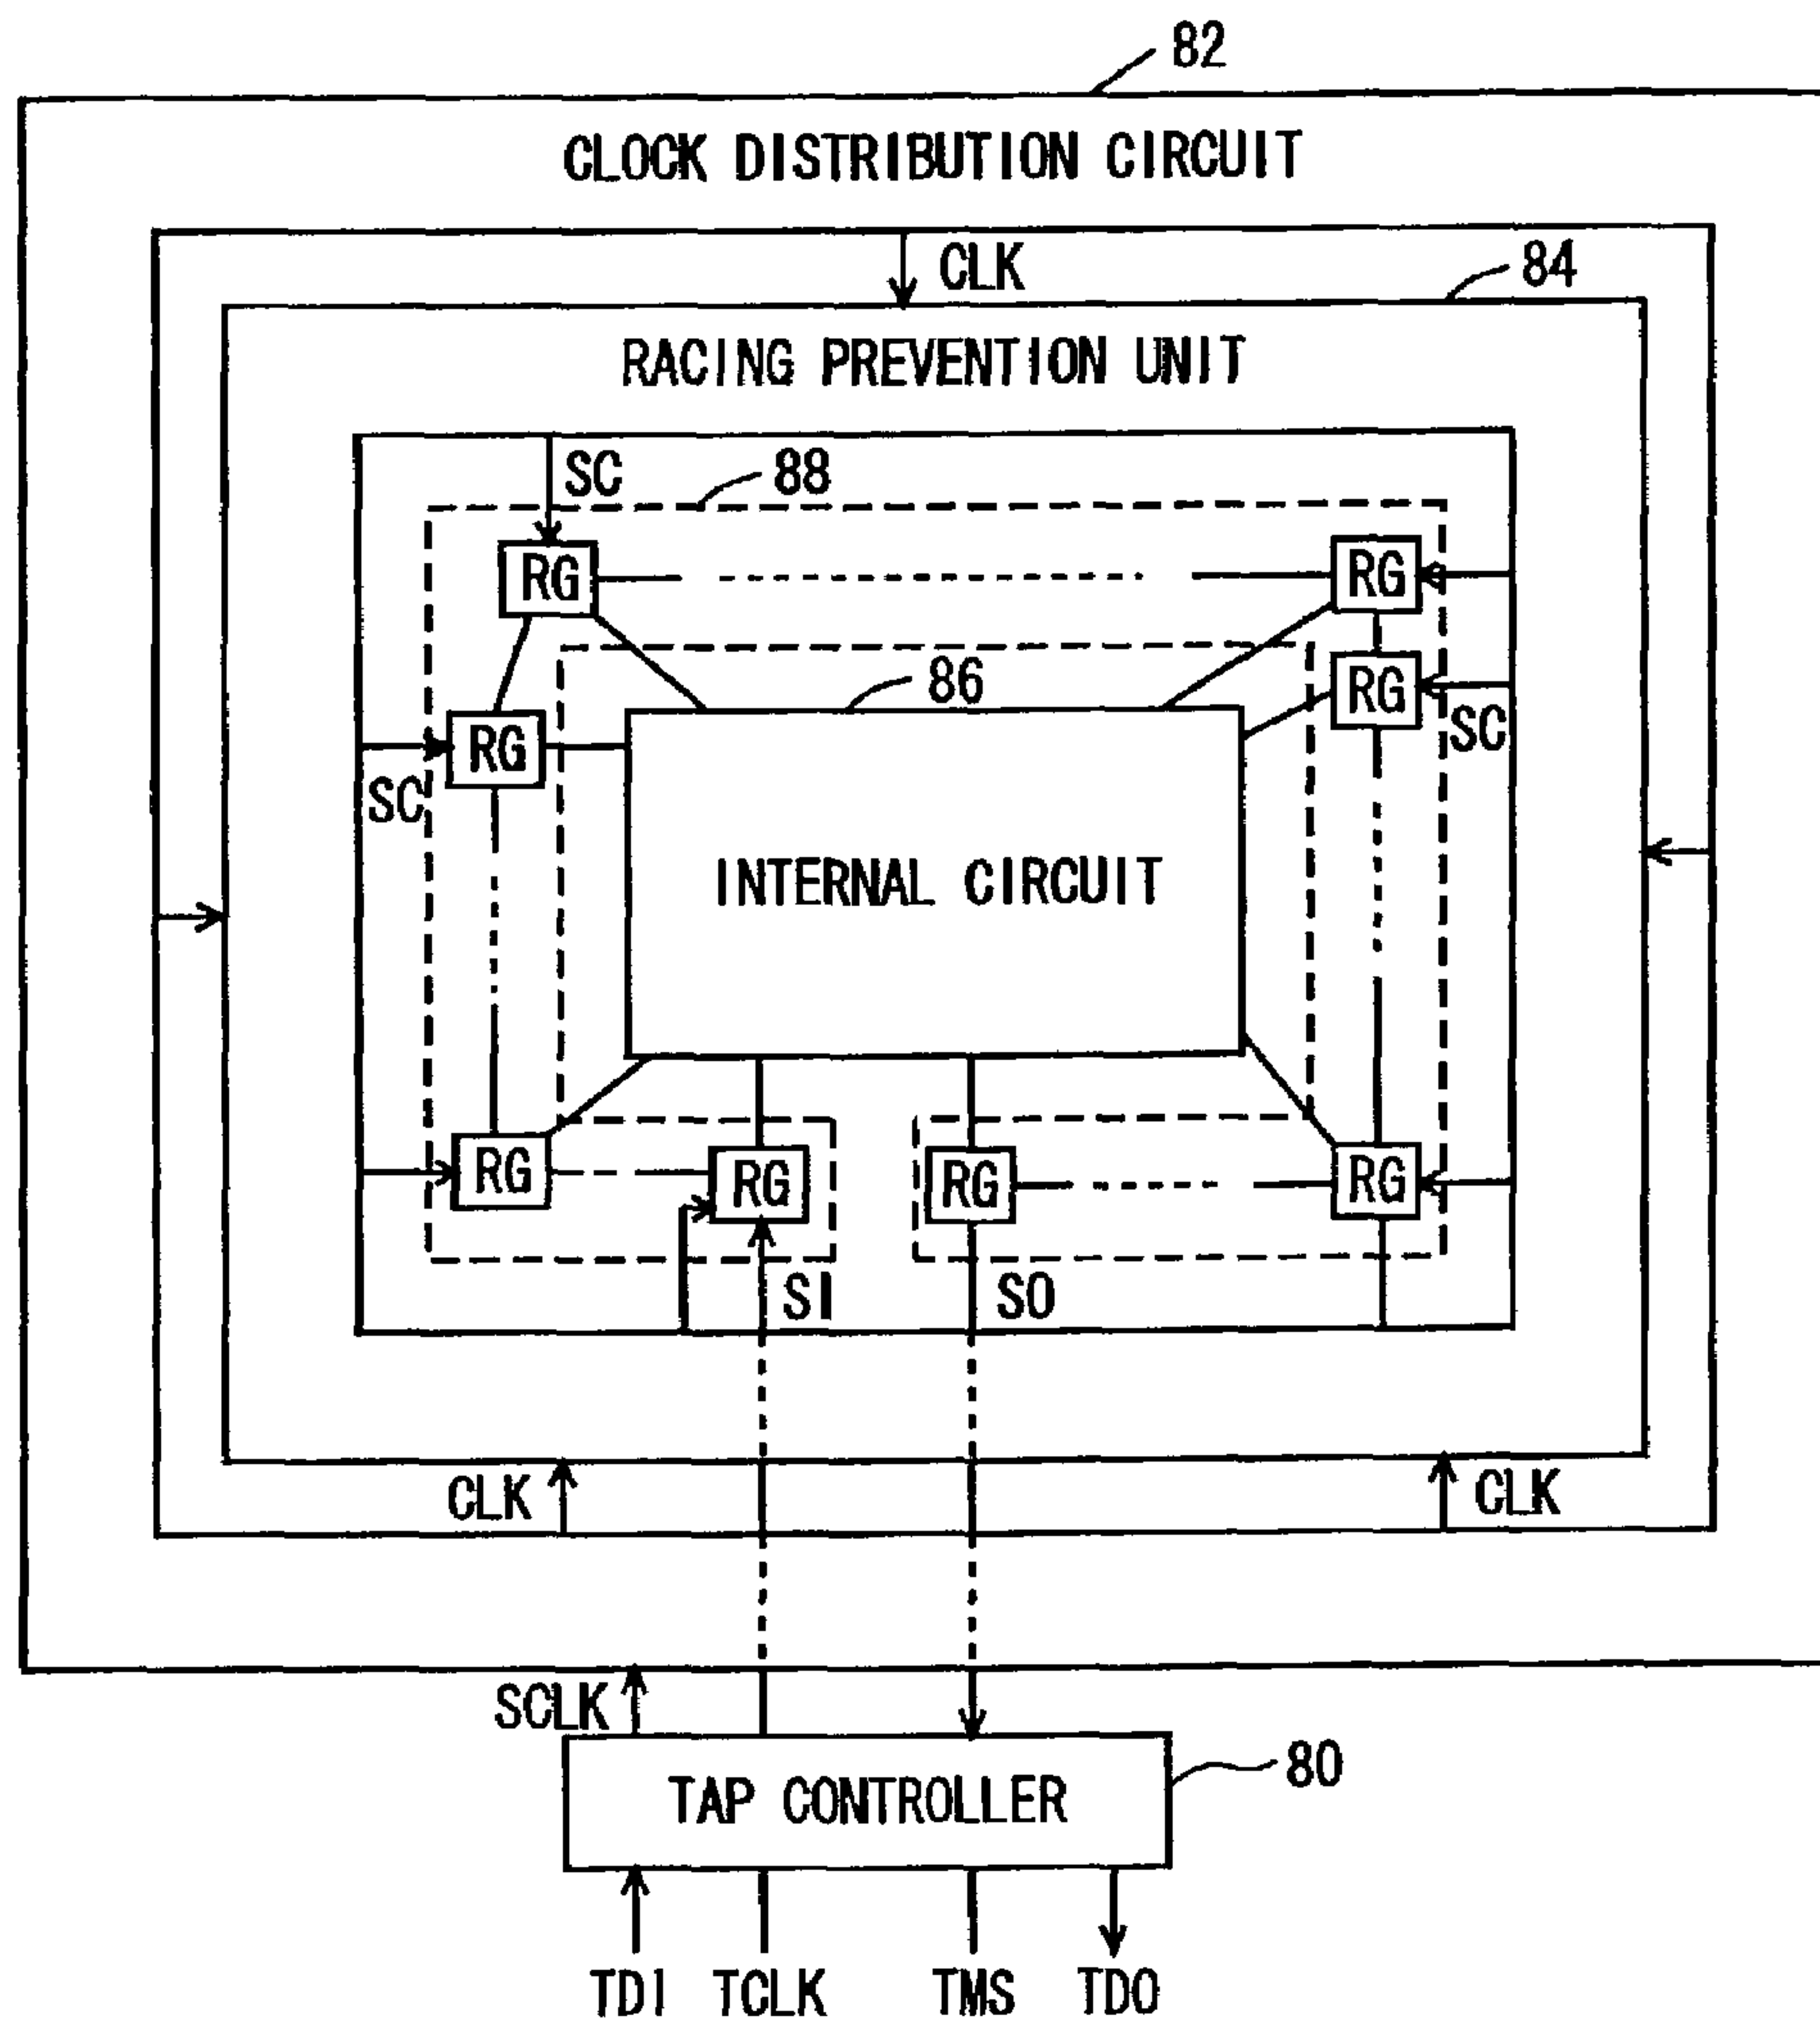 82
CLOCK DISTRIBUTION CIRCUIT
CLK
84
RACING PREVENTION UNIT
SC
88
RG
RG
RG
86
RG
SC
RG
SC
INTERNAL CIRCUIT
RG
RG
RG
RG
SI
SO
CLK
CLK
SCLK
TAP CONTROLLER
80
TDI
TCLK
TMS
TDO